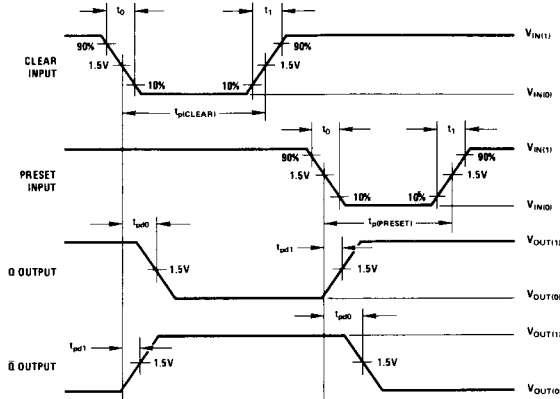 t₀ t₁
V_IN(1)
90% 90%
CLEAR INPUT
1.5V 1.5V
10% 10%
V_IN(0)
t_p(CLEAR)
t₀ t₁
V_IN(1)
PRESET INPUT
90% 90%
1.5V 1.5V
10% 10%
V_IN(0)
t_pd0
t_p(PRESET)
V_OUT(1)
t_pd1
Q OUTPUT
1.5V 1.5V
V_OUT(0)
t_pd0
V_OUT(1)
t_pd1
Q̅ OUTPUT
1.5V 1.5V
V_OUT(0)